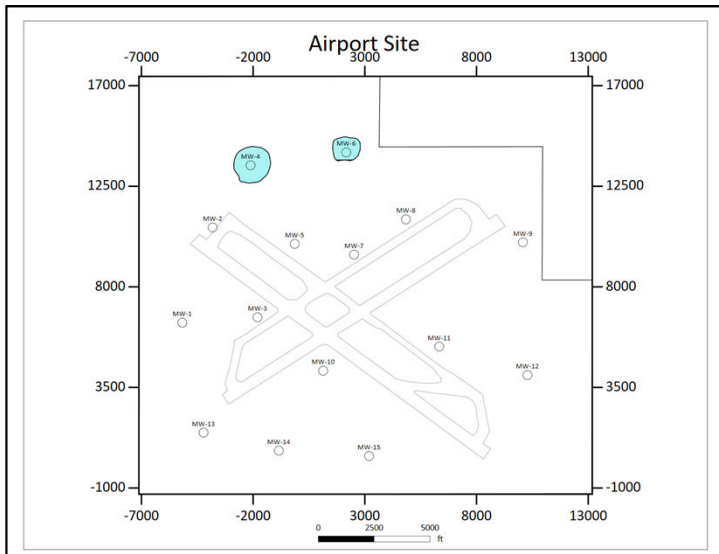 Airport Site
-7000 -2000 3000 8000 13000
17000 17000
MW-6
MW-4
12500 12500
MW-8
MW-2
MW-5 MW-9
MW-7
8000 8000
MW-1 MW-3
MW-11
MW-10 MW-12
3500 3500
MW-13
MW-14 MW-15
-1000 -1000
-7000 -2000 3000 8000 13000
0 2500 5000
ft